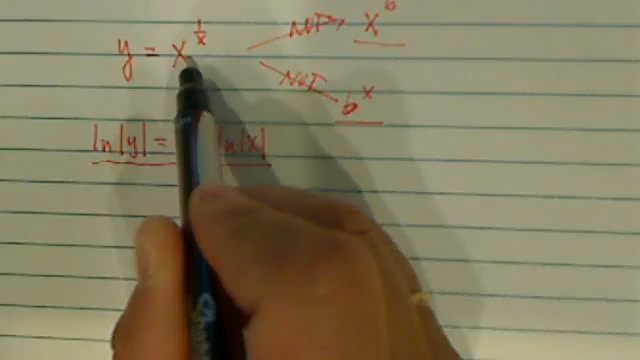 y = x^(1/x)
NOT x^b
NOT b^x
ln|y| = ln|x|